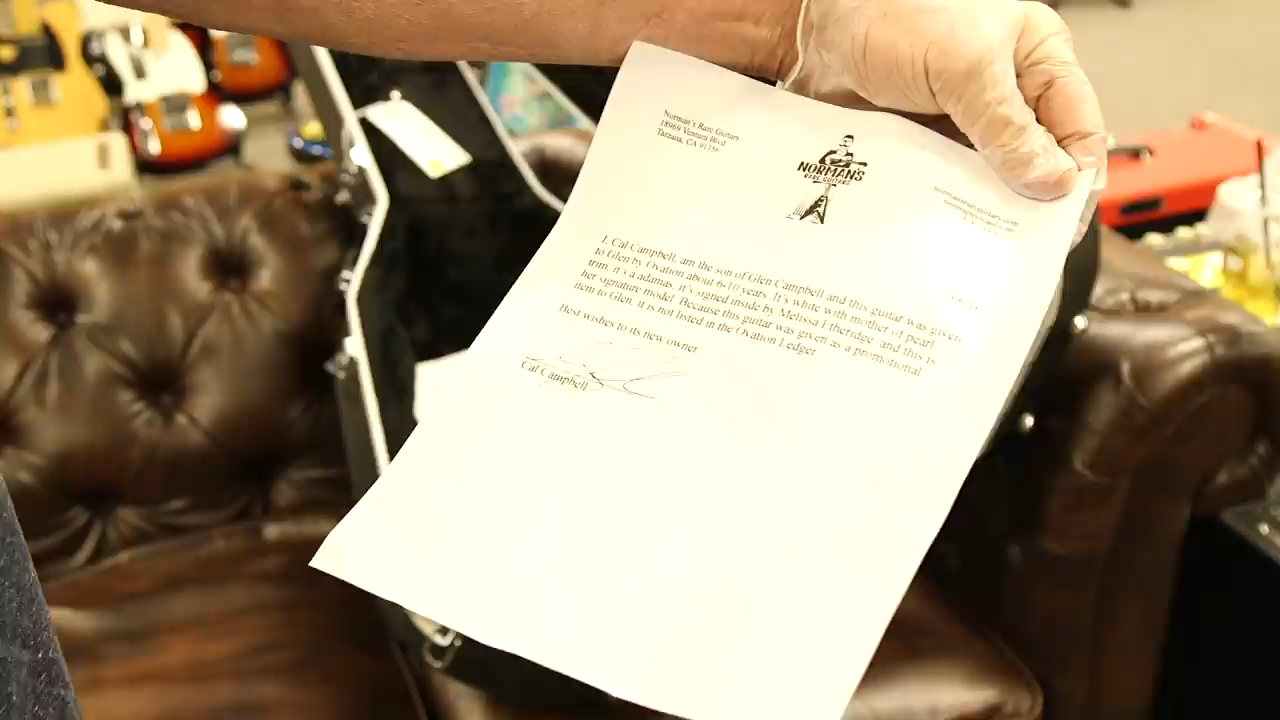 Norman's Rare Guitars
18969 Ventura Blvd
Tarzana, CA 91356
NORMAN'S
RARE GUITARS
normansrareguitars.com
I, Cal Campbell, am the son of Glen Campbell and this guitar was given
to Glen by Ovation about 6-10 years. It's white with mother of pearl
trim, it's a adamas, it's signed inside by Melissa Etheridge and this is
her signature model. Because this guitar was given as a promotional
item to Glen, it is not listed in the Ovation Ledger
Best wishes to its new owner
Cal Campbell